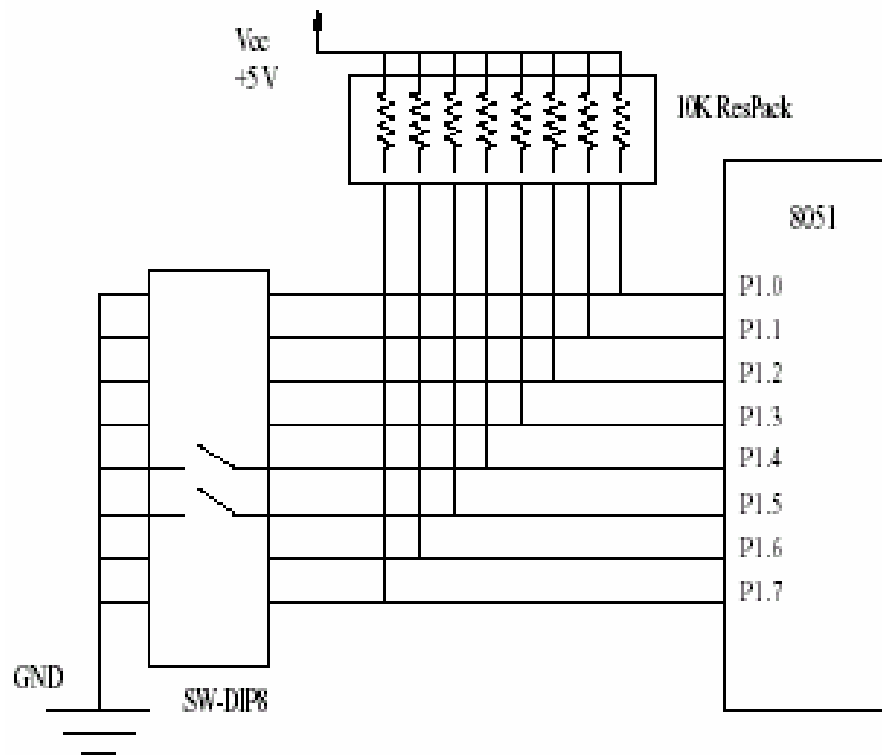 Vcc
+5 V
10K ResPack
8051
P1.0
P1.1
P1.2
P1.3
P1.4
P1.5
P1.6
P1.7
GND
SW-DIP8